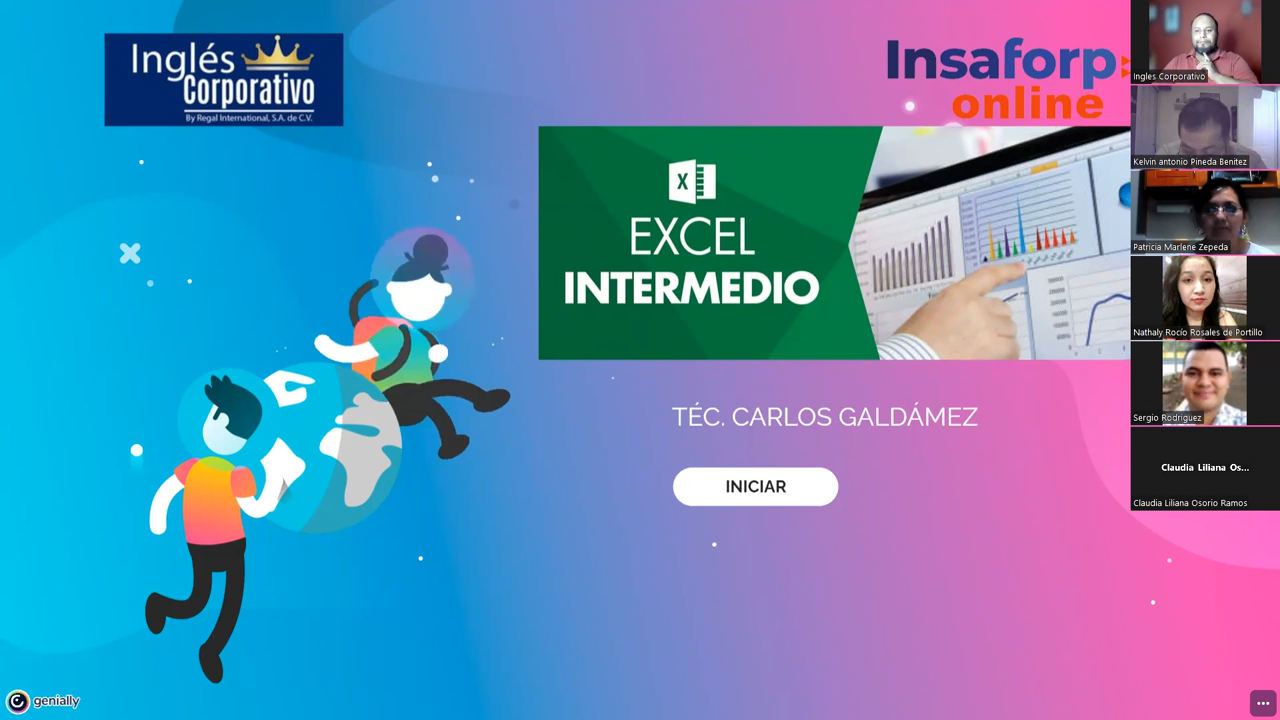 Inglés
Corporativo
By Regal International, S.A. de C.V.
Insaforp
online
X
EXCEL
INTERMEDIO
TÉC. CARLOS GALDÁMEZ
INICIAR
genially
Ingles Corporativo
Kelvin antonio Pineda Benitez
Patricia Marlene Zepeda
Nathaly Rocío Rosales de Portillo
Sergio Rodriguez
Claudia Liliana Os...
Claudia Liliana Osorio Ramos